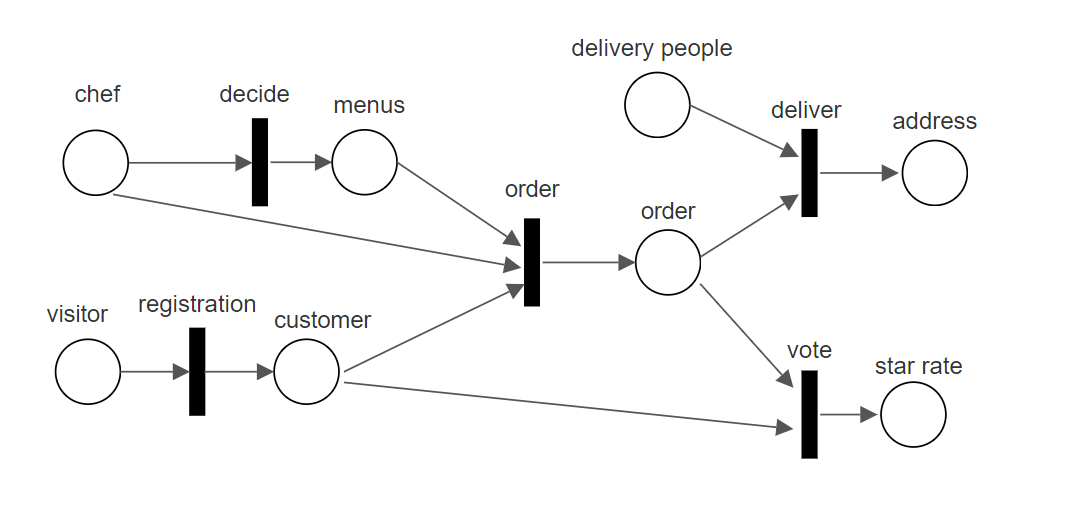 delivery people
chef
decide
menus
deliver
address
order
order
visitor
registration
customer
vote
star rate